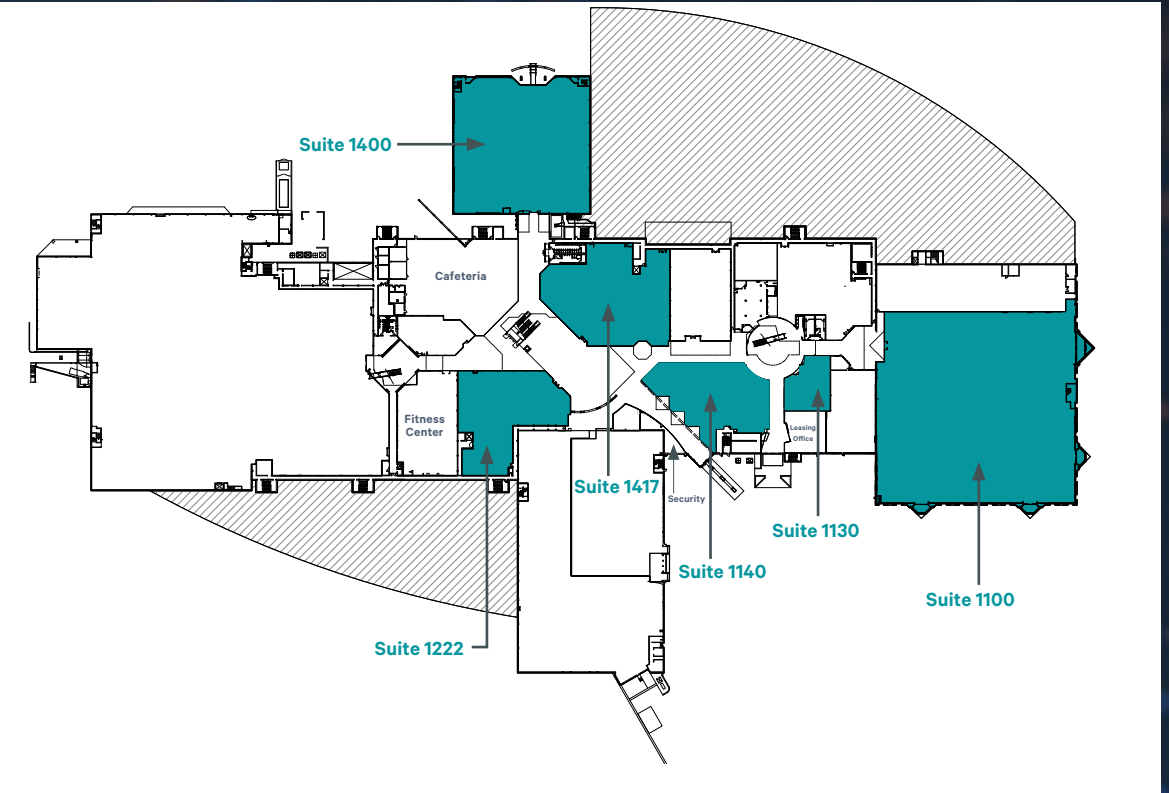 Suite 1400
Cafeteria
Fitness
Center
Leasing
Office
Suite 1417
Security
Suite 1130
Suite 1140
Suite 1100
Suite 1222